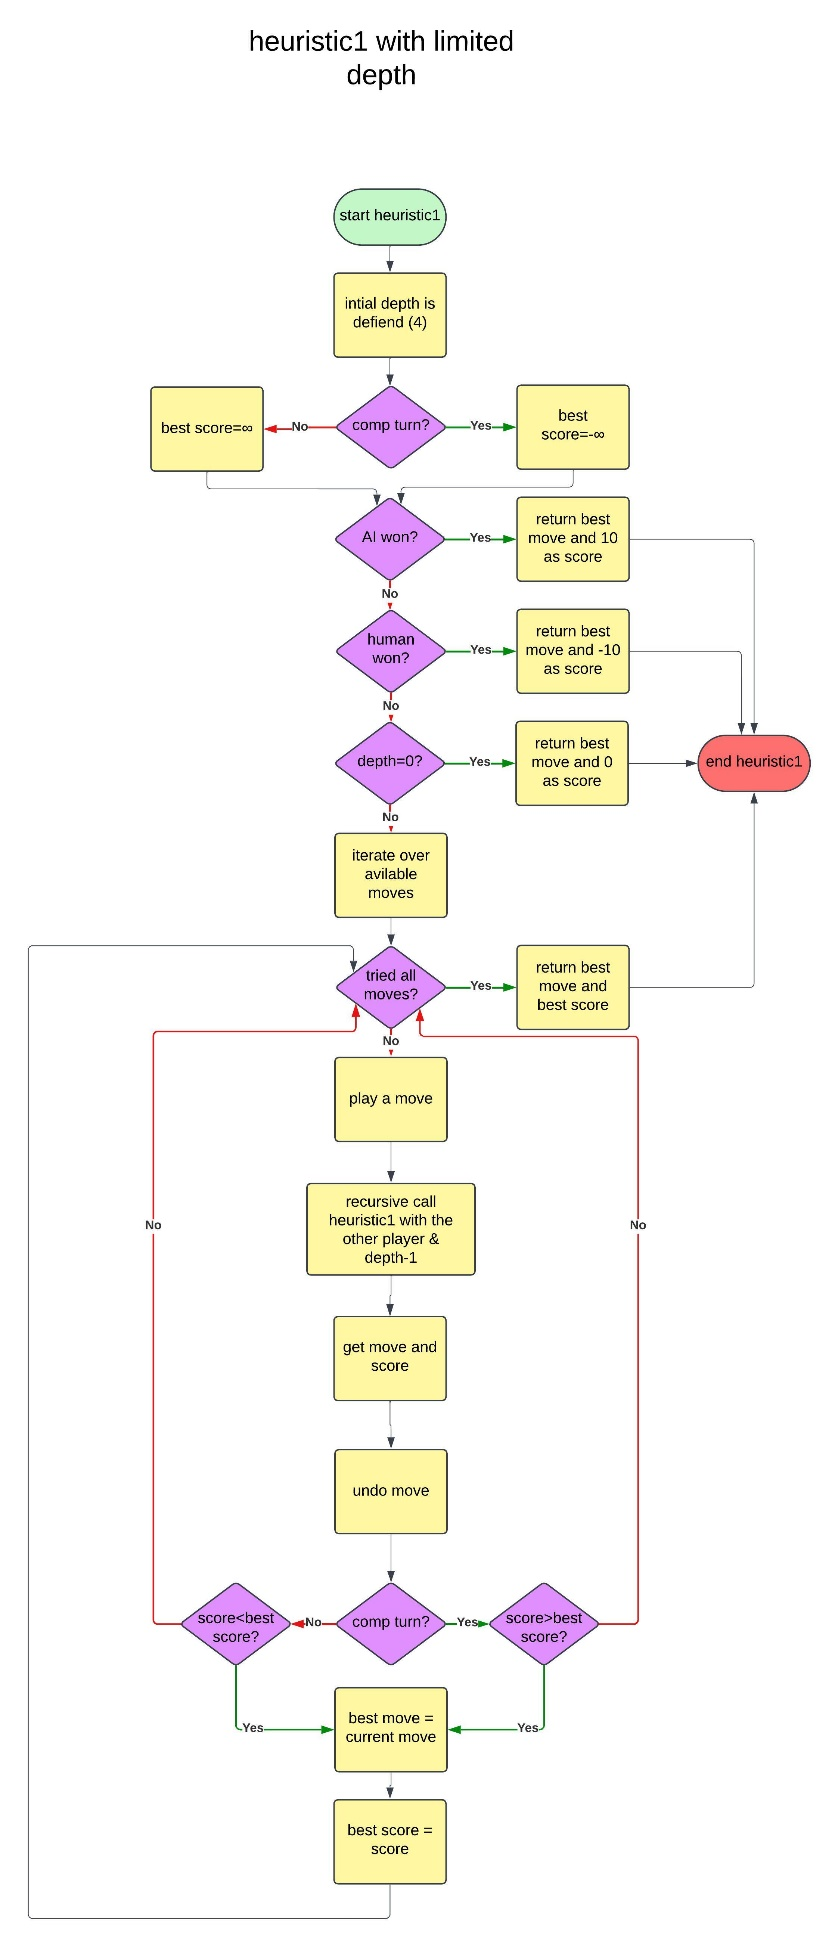 heuristic1 with limited
depth
start heuristic1
intial depth is
defiend (4)
best score=∞
No
comp turn?
Yes
best
score=-∞
AI won?
Yes
return best
move and 10
as score
No
human
won?
Yes
return best
move and -10
as score
No
depth=0?
Yes
return best
move and 0
as score
end heuristic1
No
iterate over
avilable
moves
tried all
moves?
Yes
return best
move and
best score
No
play a move
recursive call
heuristic1 with the
other player &
depth-1
No
No
get move and
score
undo move
score<best
score?
No
comp turn?
Yes
score>best
score?
Yes
best move =
current move
Yes
best score =
score